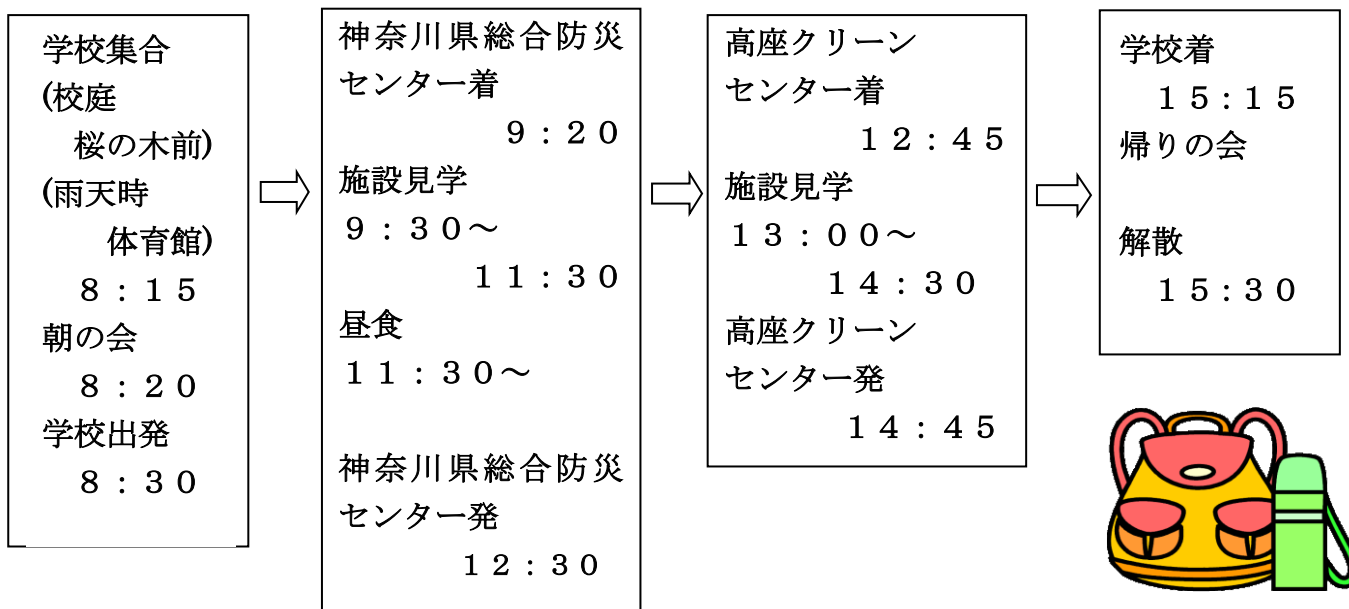 学校集合
(校庭
桜の木前)
(雨天時
体育館)
８：１５
朝の会
８：２０
学校出発
８：３０
神奈川県総合防災
センター着
９：２０
施設見学
９：３０～
１１：３０
昼食
１１：３０～
神奈川県総合防災
センター発
１２：３０
高座クリーン
センター着
１２：４５
施設見学
１３：００～
１４：３０
高座クリーン
センター発
１４：４５
学校着
１５：１５
帰りの会
解散
１５：３０